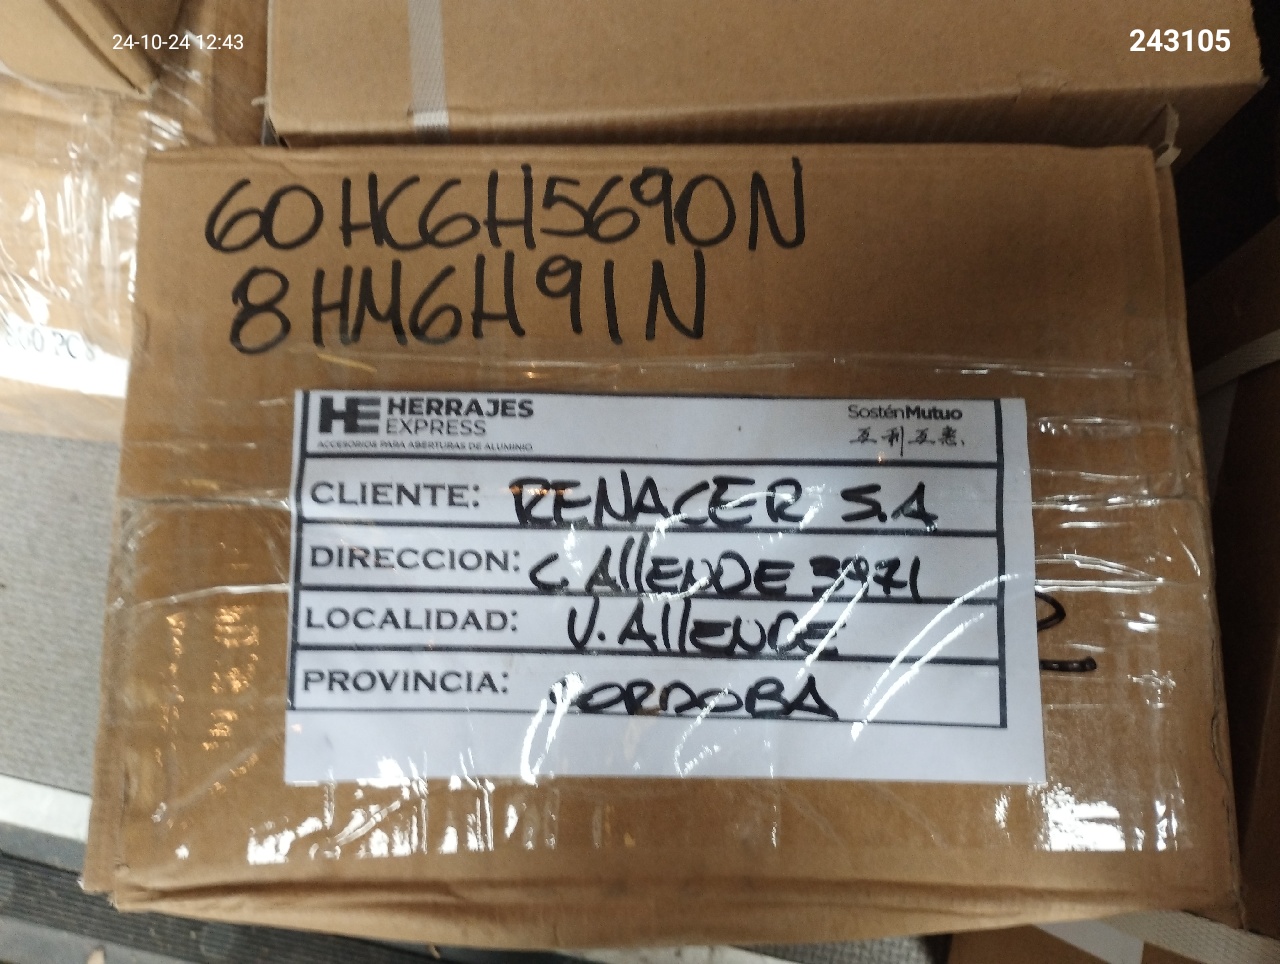 24-10-24 12:43
243105
60HC6H5690N
8HM6H91N
HE HERRAJES
EXPRESS
ACCESORIOS PARA ABERTURAS DE ALUMINIO
SosténMutuo
互利互惠
CLIENTE: RENACER S.A
DIRECCION: C. AllENDE 3971
LOCALIDAD: V. AllENDE
PROVINCIA: CORDOBA